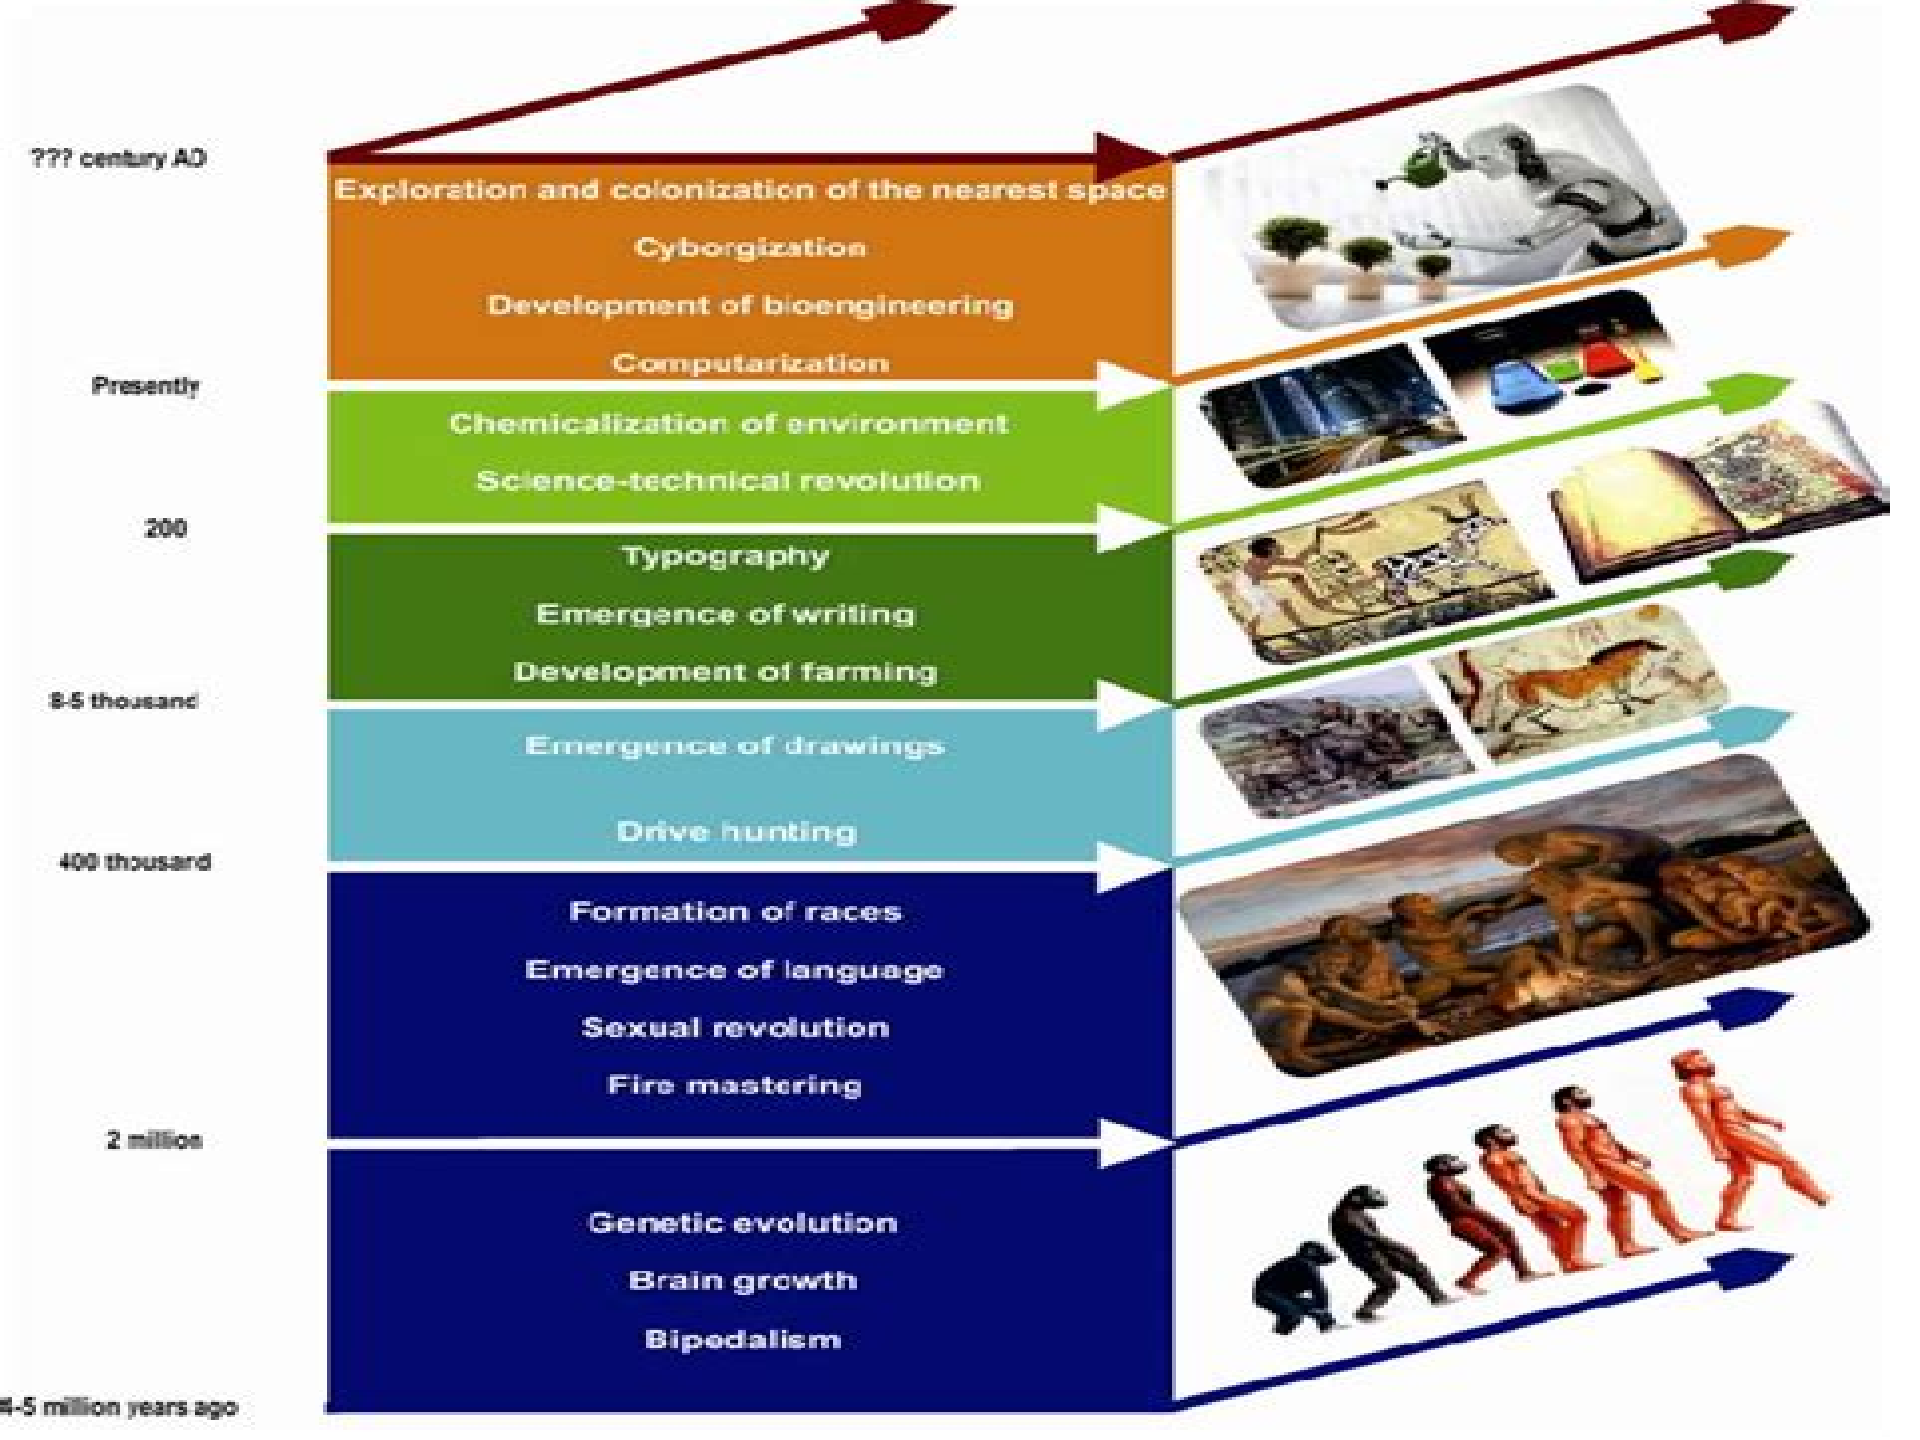 ??? century AD
Exploration and colonization of the nearest space
Cyborgization
Development of bioengineering
Computarization
Presently
Chemicalization of environment
Science-technical revolution
200
Typography
Emergence of writing
Development of farming
8-5 thousand
Emergence of drawings
Drive hunting
400 thousand
Formation of races
Emergence of language
Sexual revolution
Fire mastering
2 million
Genetic evolution
Brain growth
Bipedalism
4-5 million years ago